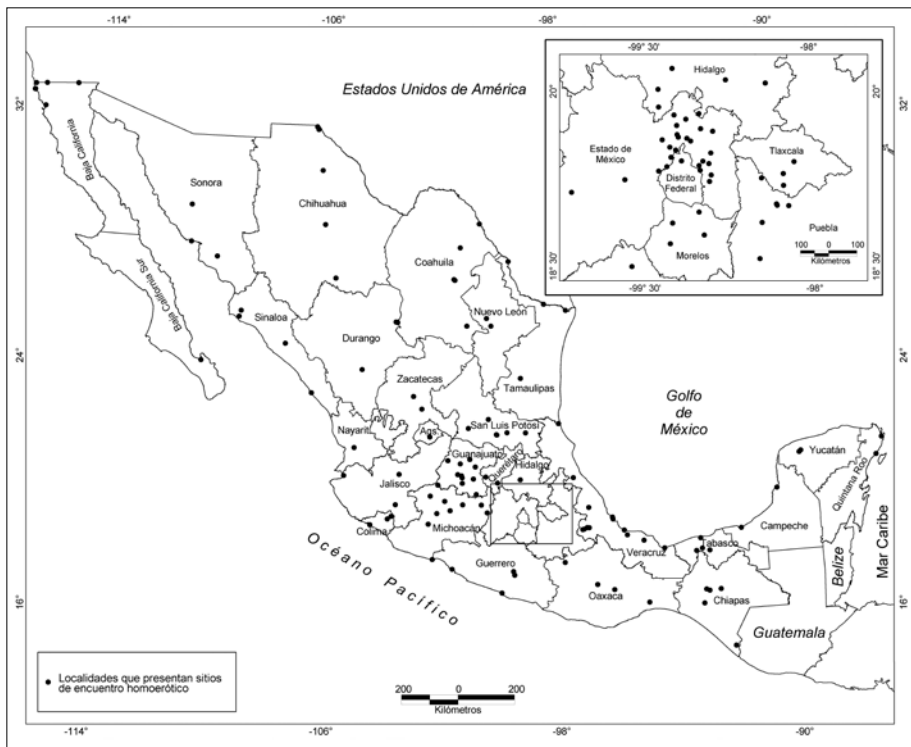 -114°
-106°
-98°
-90°
32°
24°
16°
32°
24°
16°
-114°
-106°
-98°
-90°
Estados Unidos de América
Baja California
Baja California Sur
Sonora
Chihuahua
Coahuila
Sinaloa
Durango
Nuevo León
Zacatecas
Tamaulipas
Nayarit
Ags.
San Luis Potosí
Guanajuato
Querétaro
Hidalgo
Jalisco
Colima
Michoacán
Guerrero
Oaxaca
Veracruz
Tabasco
Chiapas
Campeche
Yucatán
Quintana Roo
Golfo
de
México
Mar Caribe
Belize
Guatemala
Océano Pacífico
-99° 30'
-98°
20°
18° 30'
Hidalgo
Estado de
México
Distrito
Federal
Tlaxcala
Puebla
Morelos
100 0 100
Kilómetros
-99° 30'
-98°
20°
18° 30'
Localidades que presentan sitios
de encuentro homoerótico
200 0 200
Kilómetros